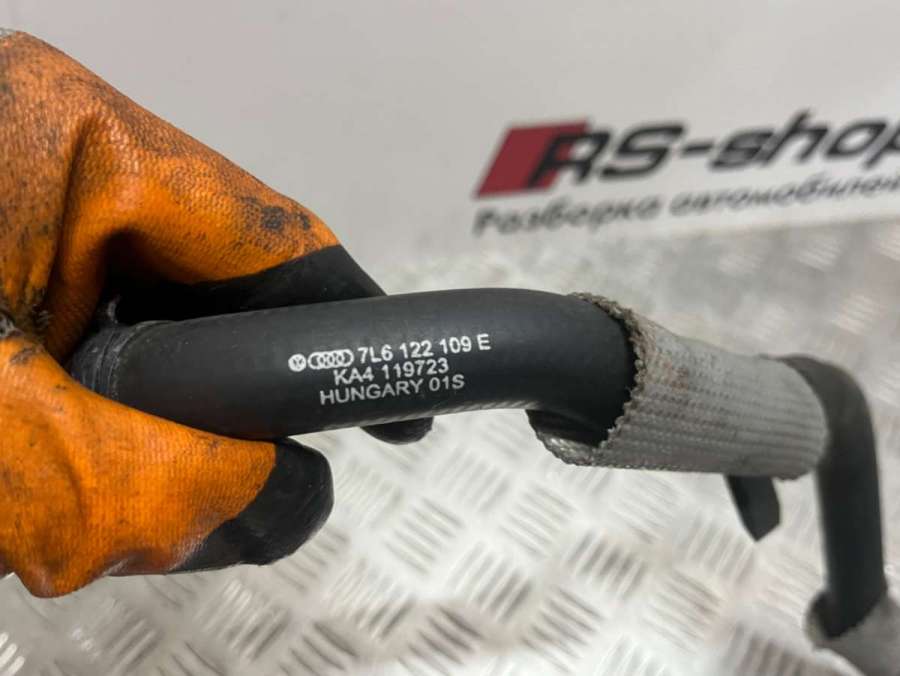 RS-shop
Разборка автомобилей
7L6 122 109 E
KA4 119723
HUNGARY 01S